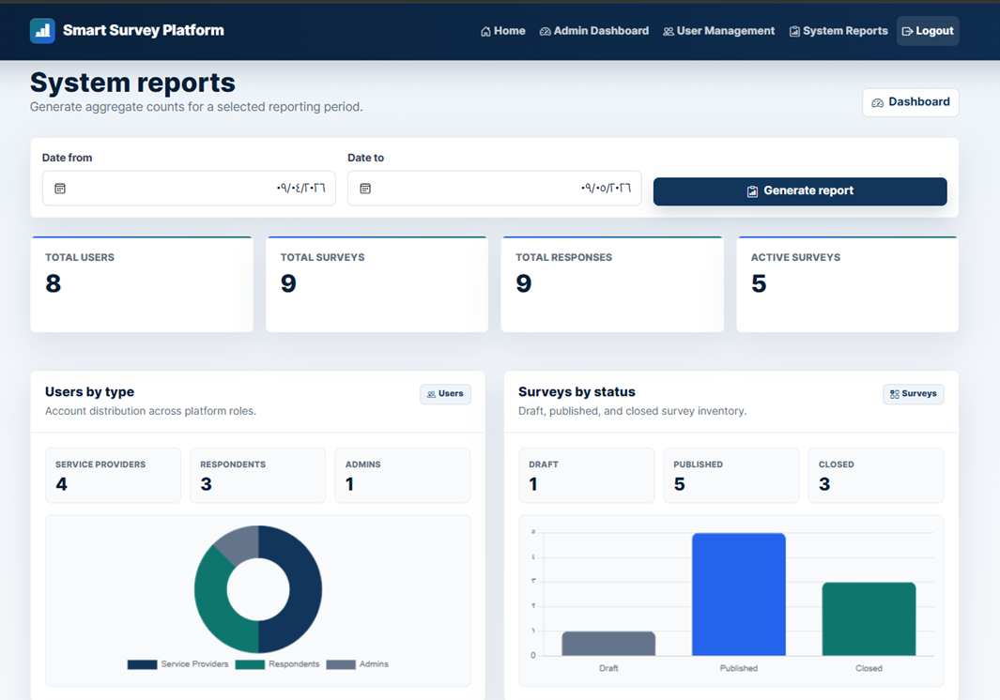 Smart Survey Platform
Home Admin Dashboard User Management System Reports Logout
System reports
Generate aggregate counts for a selected reporting period.
Dashboard
Date from
٠٩/٠٤/٢٠٢٦
Date to
٠٩/٠٥/٢٠٢٦
Generate report
TOTAL USERS
8
TOTAL SURVEYS
9
TOTAL RESPONSES
9
ACTIVE SURVEYS
5
Users by type
Users
Account distribution across platform roles.
SERVICE PROVIDERS
4
RESPONDENTS
3
ADMINS
1
Service Providers Respondents Admins
Surveys by status
Surveys
Draft, published, and closed survey inventory.
DRAFT
1
PUBLISHED
5
CLOSED
3
٥
٤
٣
٢
١
0
Draft Published Closed